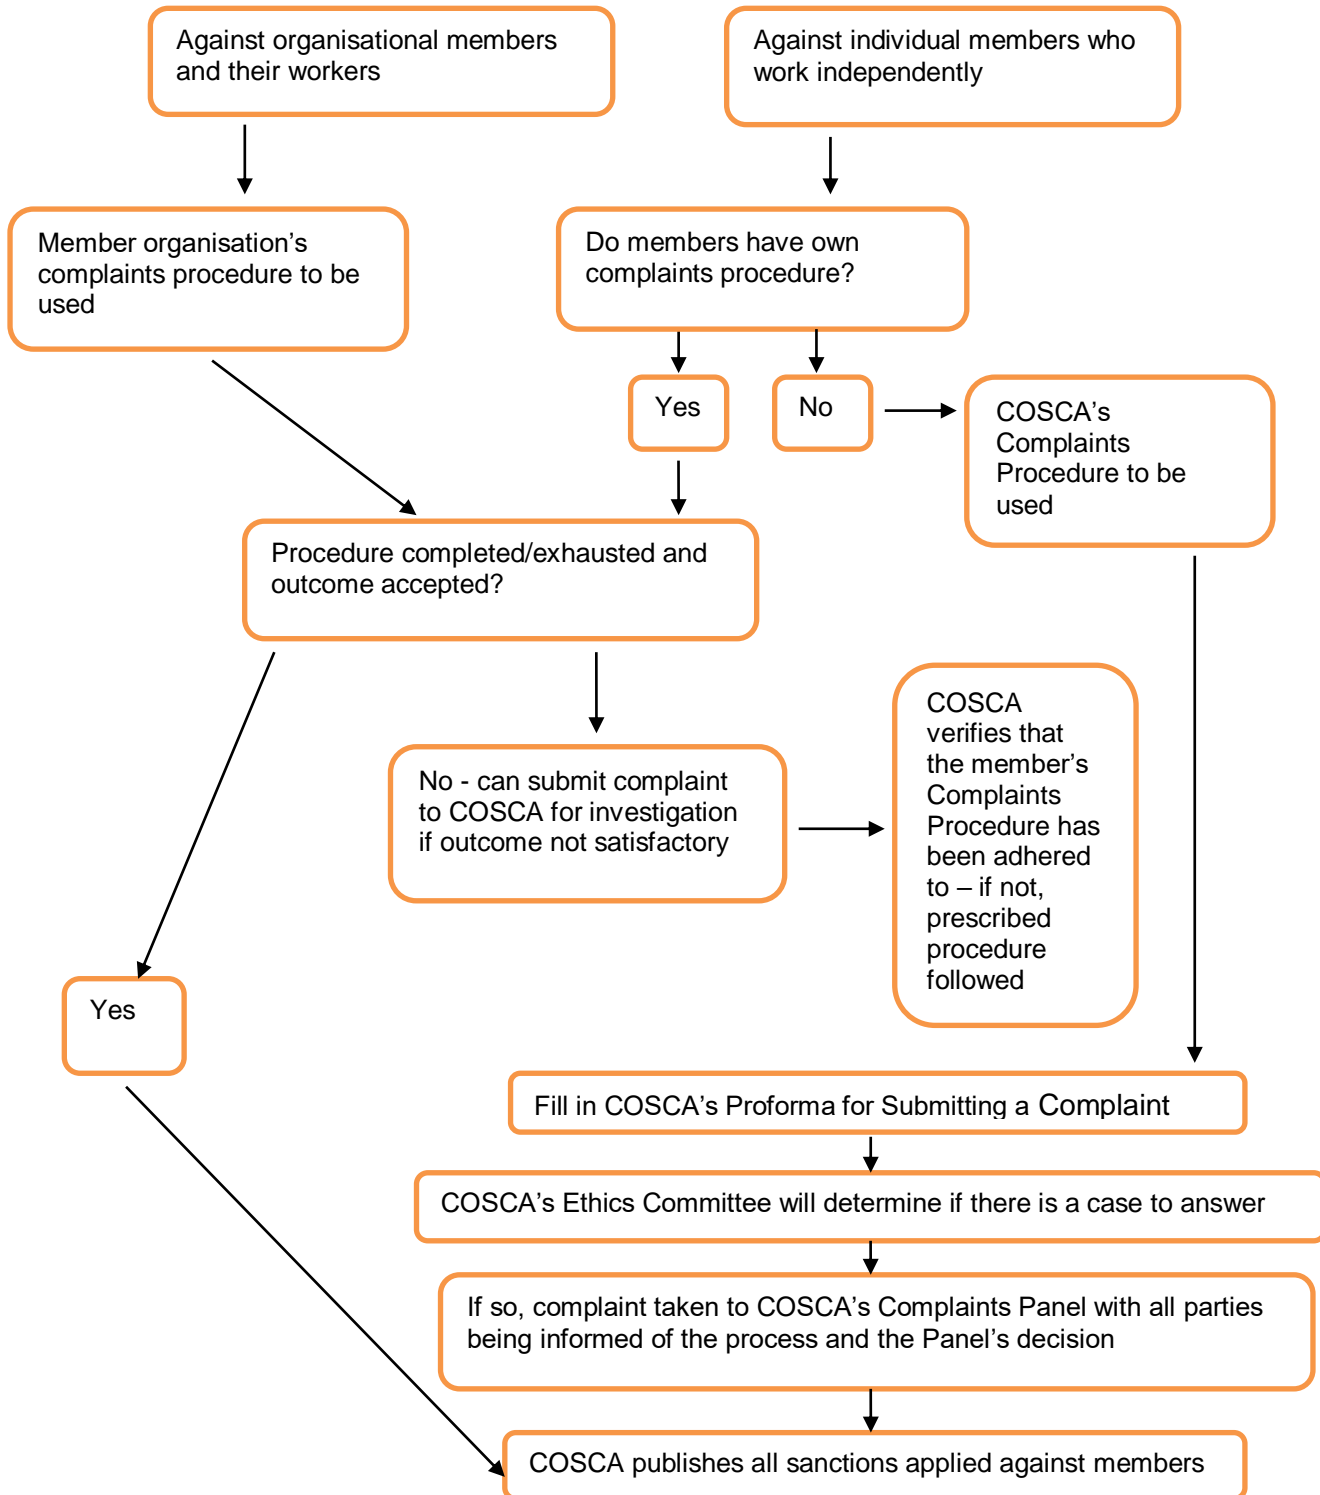 Against organisational members
and their workers
Against individual members who
work independently
Member organisation’s
complaints procedure to be
used
Do members have own
complaints procedure?
Yes
No
COSCA’s
Complaints
Procedure to be
used
Procedure completed/exhausted and
outcome accepted?
No - can submit complaint
to COSCA for investigation
if outcome not satisfactory
COSCA
verifies that
the member’s
Complaints
Procedure has
been adhered
to – if not,
prescribed
procedure
followed
Yes
Fill in COSCA’s Proforma for Submitting a Complaint
COSCA’s Ethics Committee will determine if there is a case to answer
If so, complaint taken to COSCA’s Complaints Panel with all parties
being informed of the process and the Panel’s decision
COSCA publishes all sanctions applied against members